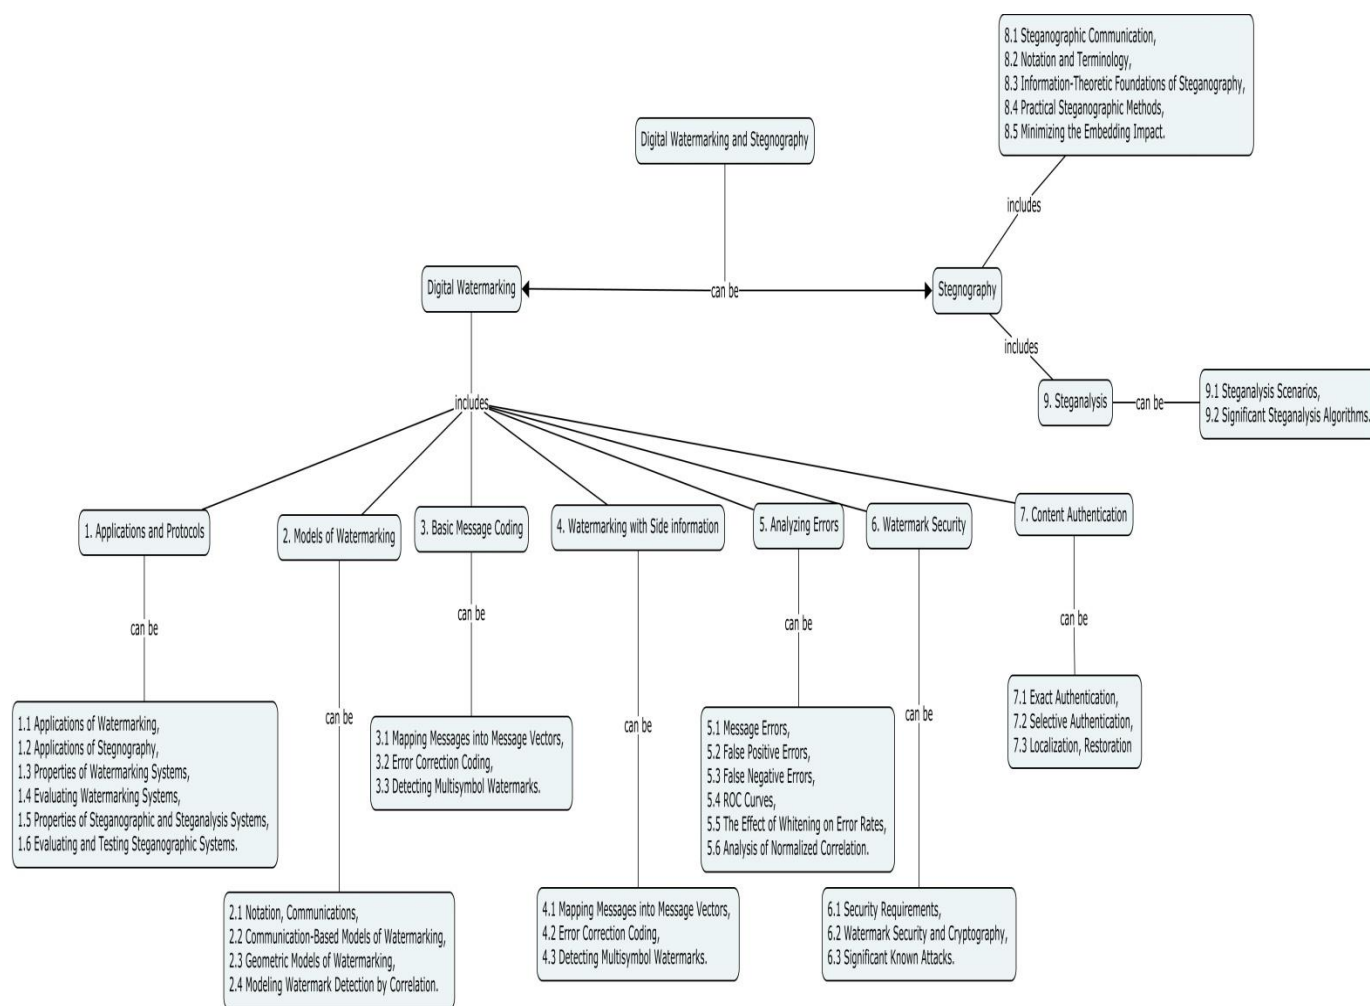 8.1 Steganographic Communication,
8.2 Notation and Terminology,
8.3 Information-Theoretic Foundations of Steganography,
8.4 Practical Steganographic Methods,
8.5 Minimizing the Embedding Impact.
Digital Watermarking and Stegnography
includes
Digital Watermarking
can be
Stegnography
includes
9. Steganalysis
can be
9.1 Steganalysis Scenarios,
9.2 Significant Steganalysis Algorithms.
includes
1. Applications and Protocols
2. Models of Watermarking
3. Basic Message Coding
4. Watermarking with Side information
5. Analyzing Errors
6. Watermark Security
7. Content Authentication
can be
can be
can be
can be
can be
can be
can be
1.1 Applications of Watermarking,
1.2 Applications of Stegnography,
1.3 Properties of Watermarking Systems,
1.4 Evaluating Watermarking Systems,
1.5 Properties of Steganographic and Steganalysis Systems,
1.6 Evaluating and Testing Steganographic Systems.
2.1 Notation, Communications,
2.2 Communication-Based Models of Watermarking,
2.3 Geometric Models of Watermarking,
2.4 Modeling Watermark Detection by Correlation.
3.1 Mapping Messages into Message Vectors,
3.2 Error Correction Coding,
3.3 Detecting Multisymbol Watermarks.
4.1 Mapping Messages into Message Vectors,
4.2 Error Correction Coding,
4.3 Detecting Multisymbol Watermarks.
5.1 Message Errors,
5.2 False Positive Errors,
5.3 False Negative Errors,
5.4 ROC Curves,
5.5 The Effect of Whitening on Error Rates,
5.6 Analysis of Normalized Correlation.
6.1 Security Requirements,
6.2 Watermark Security and Cryptography,
6.3 Significant Known Attacks.
7.1 Exact Authentication,
7.2 Selective Authentication,
7.3 Localization, Restoration